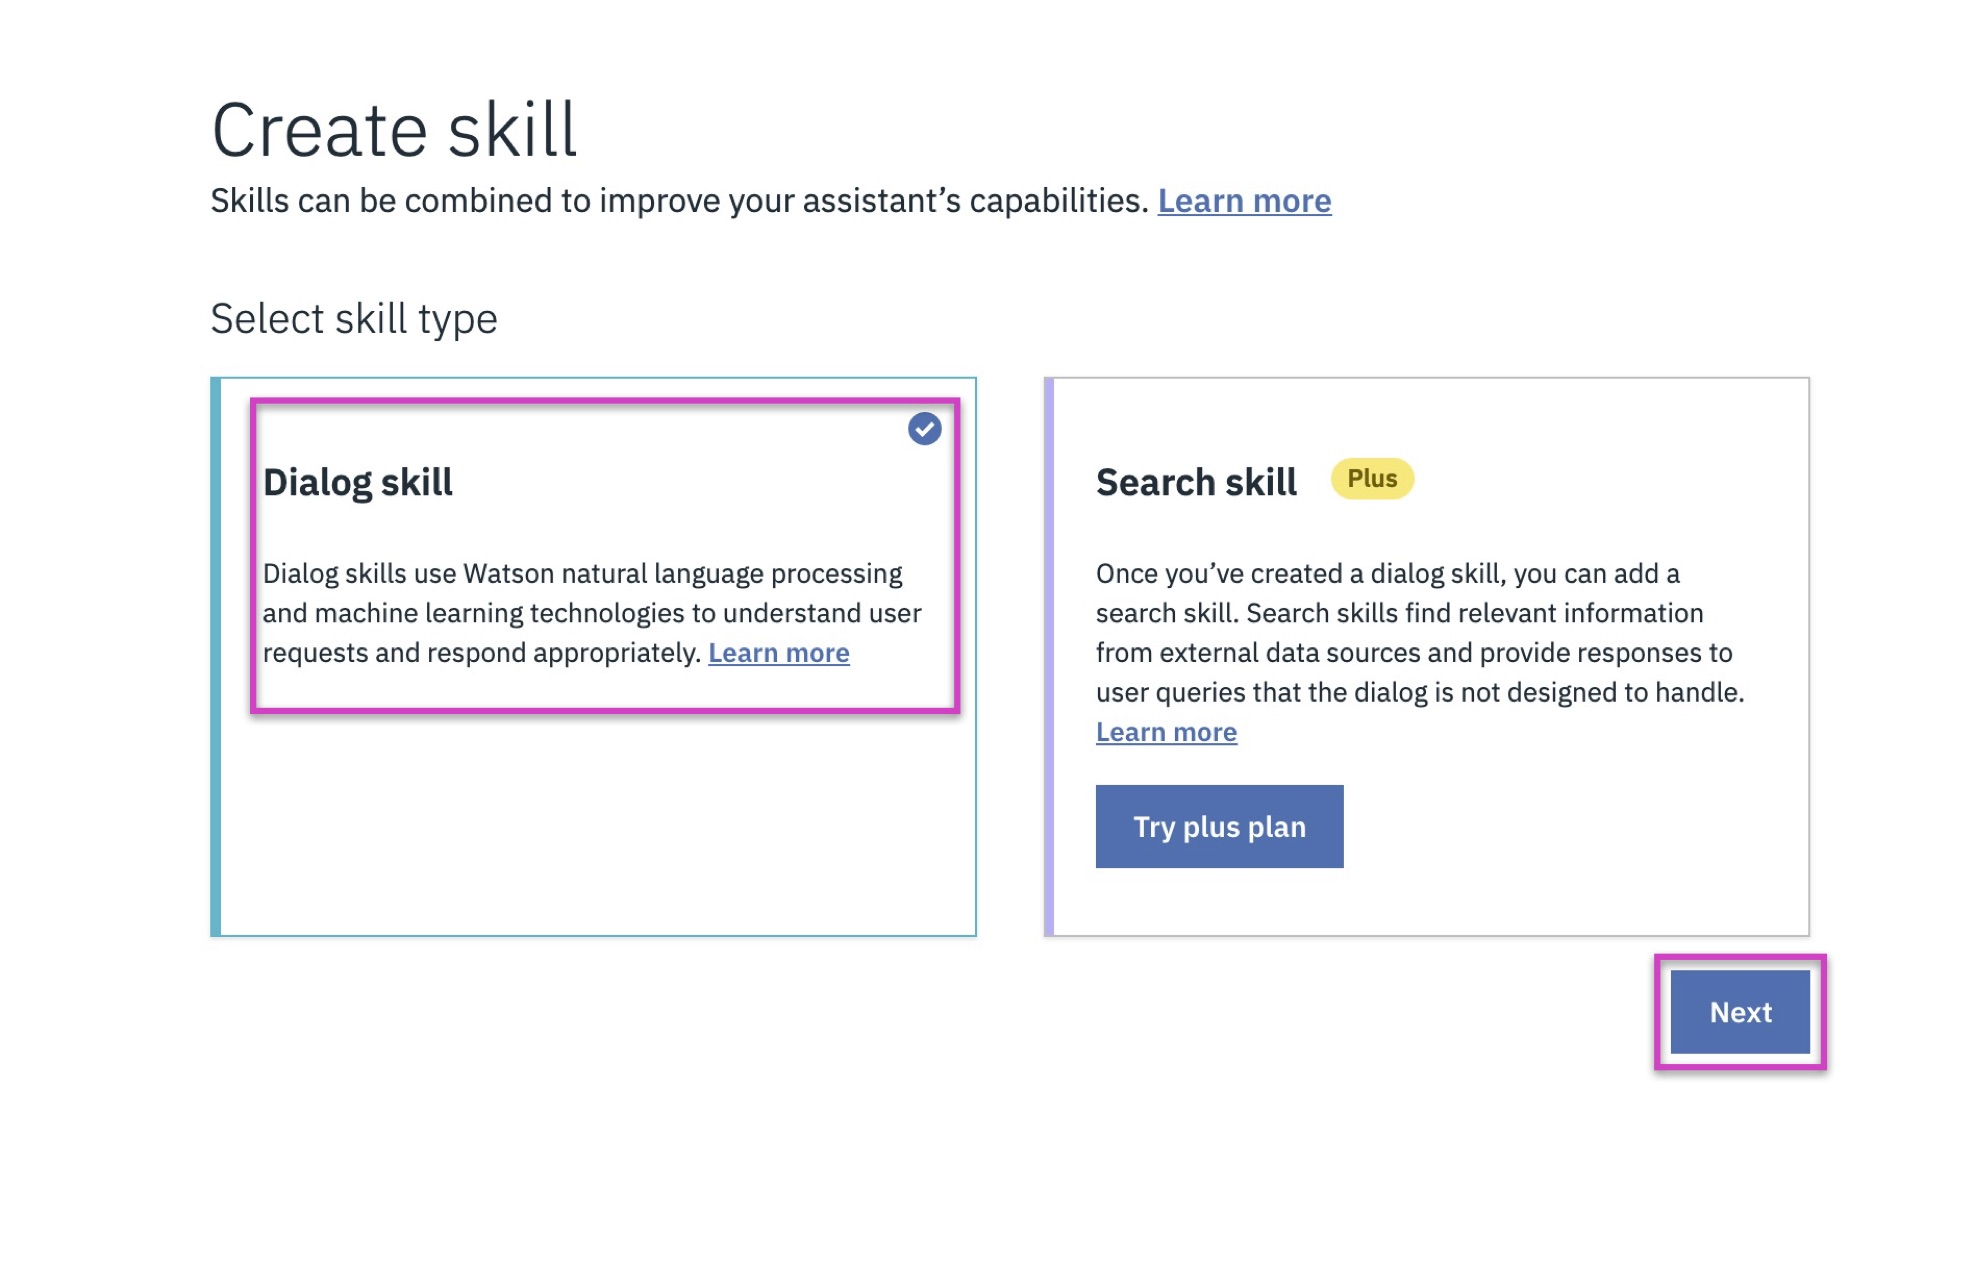 Create skill
Skills can be combined to improve your assistant’s capabilities. Learn more
Select skill type
Dialog skill
Dialog skills use Watson natural language processing
and machine learning technologies to understand user
requests and respond appropriately. Learn more
Search skill Plus
Once you’ve created a dialog skill, you can add a
search skill. Search skills find relevant information
from external data sources and provide responses to
user queries that the dialog is not designed to handle.
Learn more
Try plus plan
Next